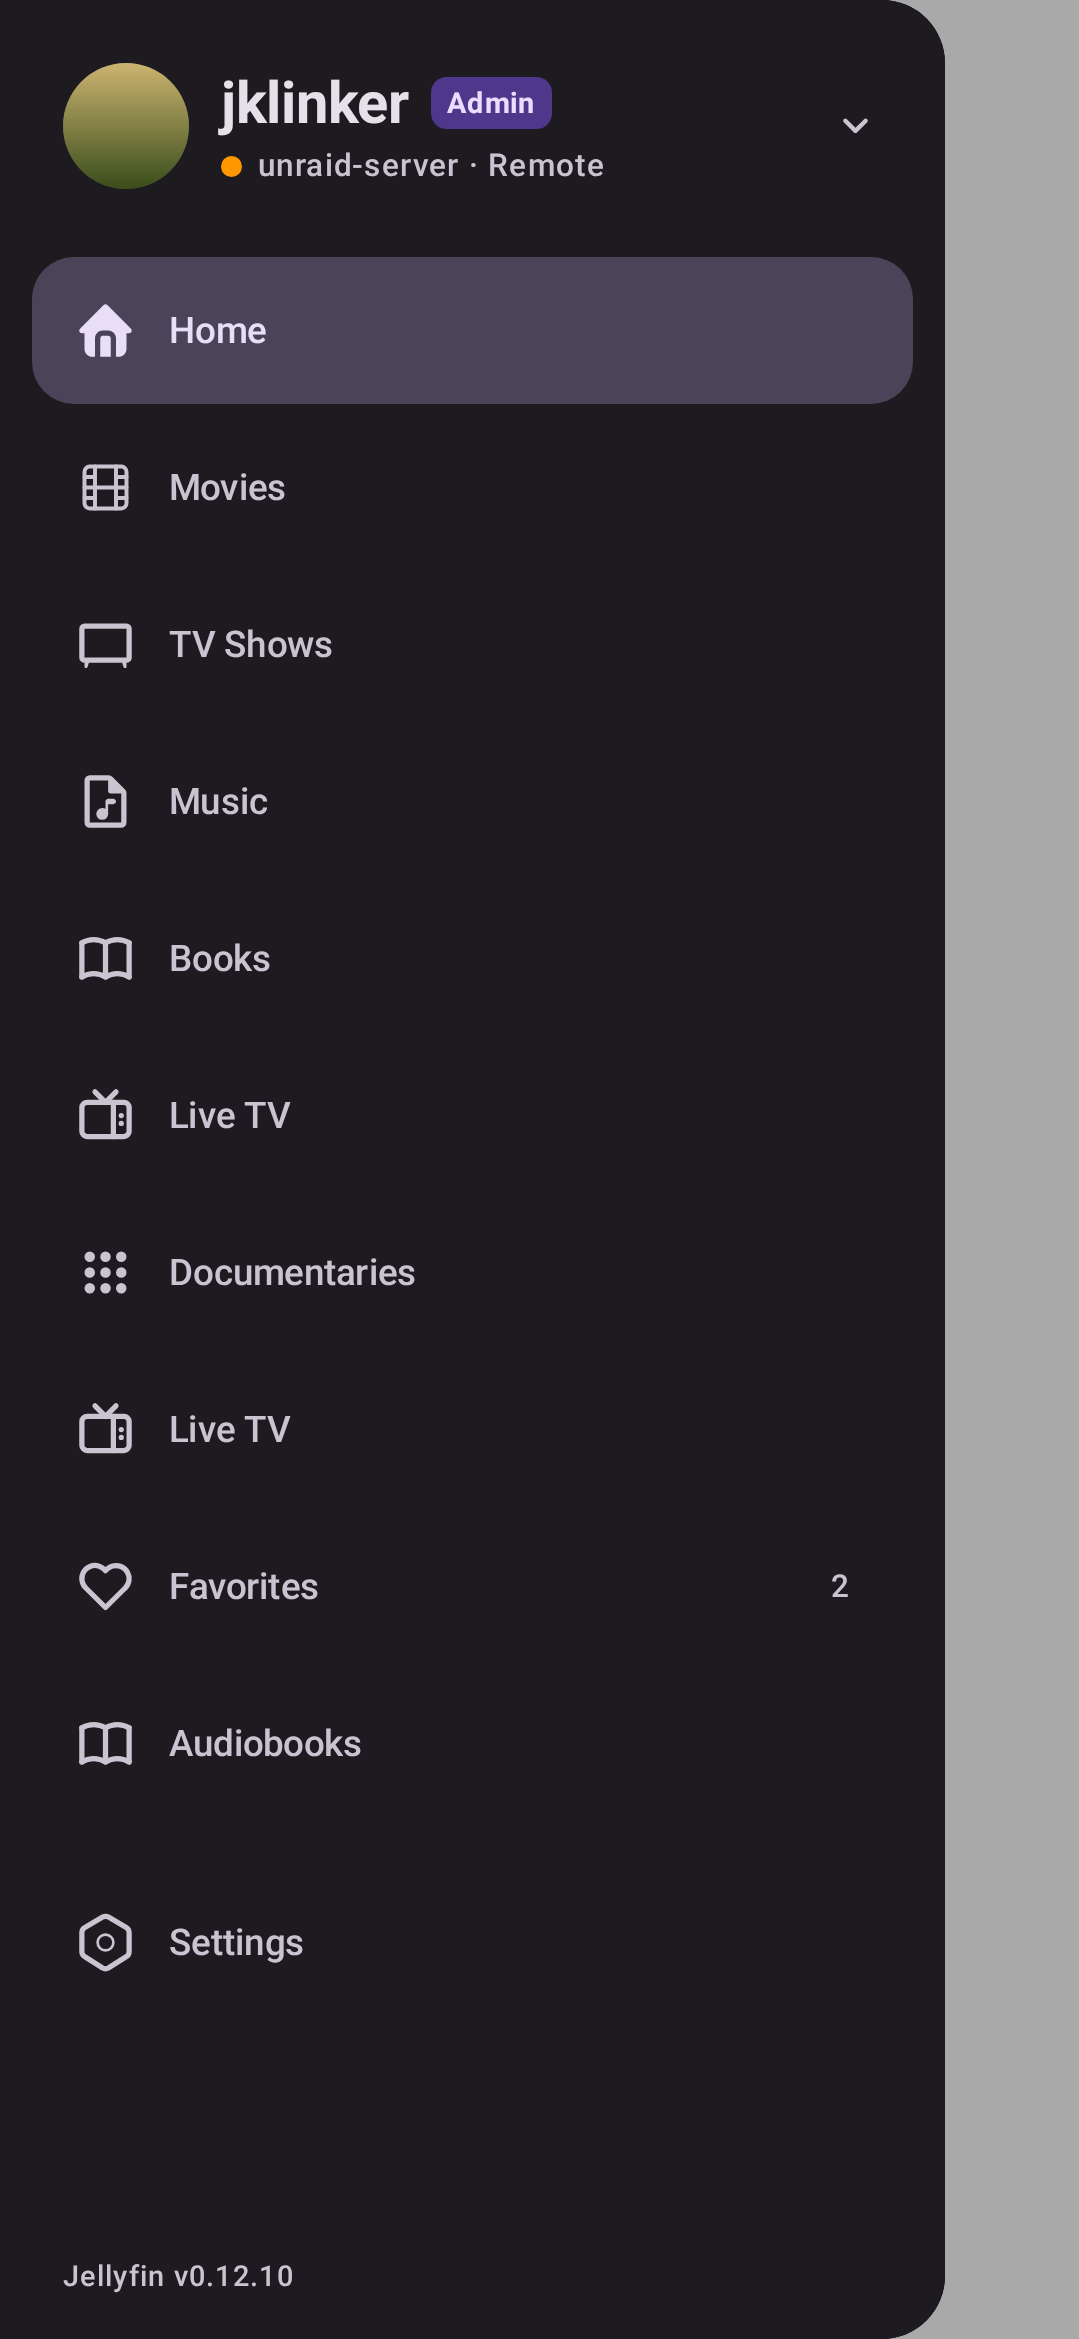 jklinker Admin
unraid-server · Remote
Home
Movies
TV Shows
Music
Books
Live TV
Documentaries
Live TV
Favorites 2
Audiobooks
Settings
Jellyfin v0.12.10